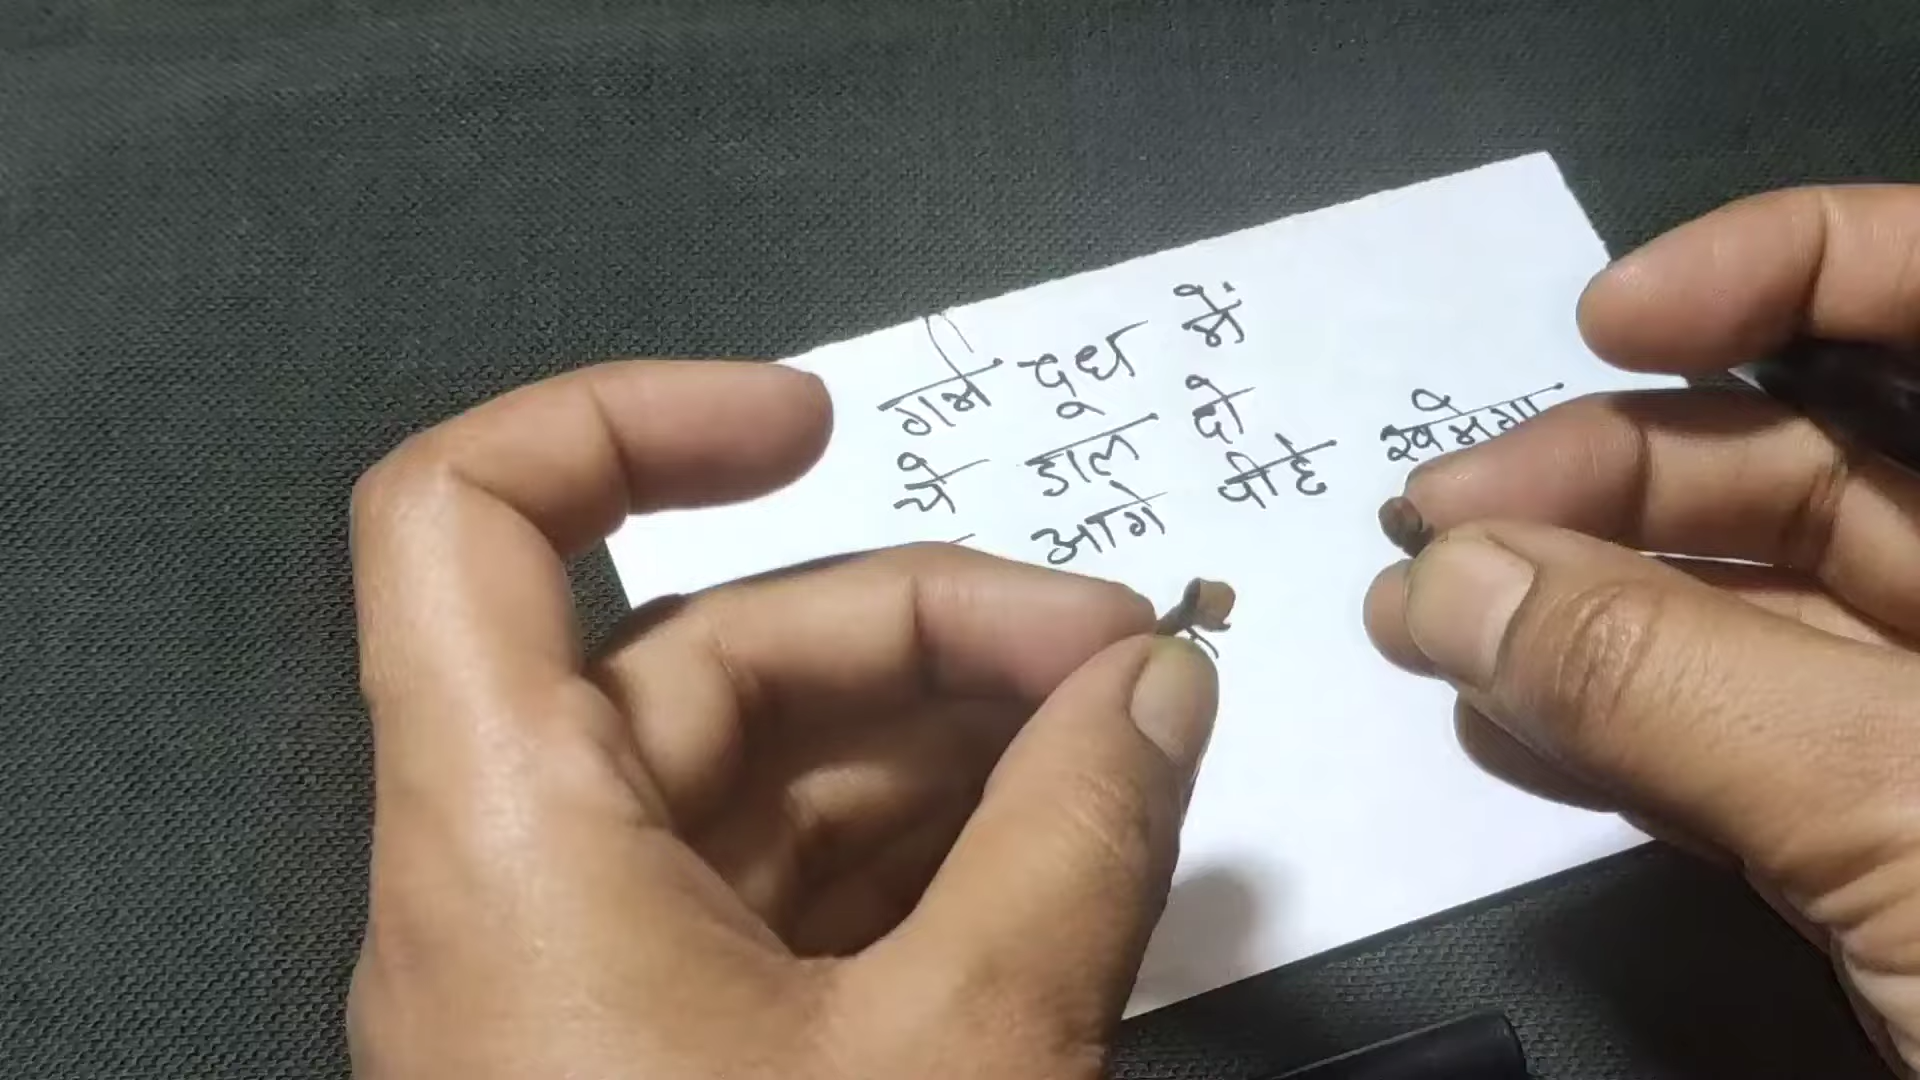 गर्म दूध में
ये डाल दो
आगे पीछे